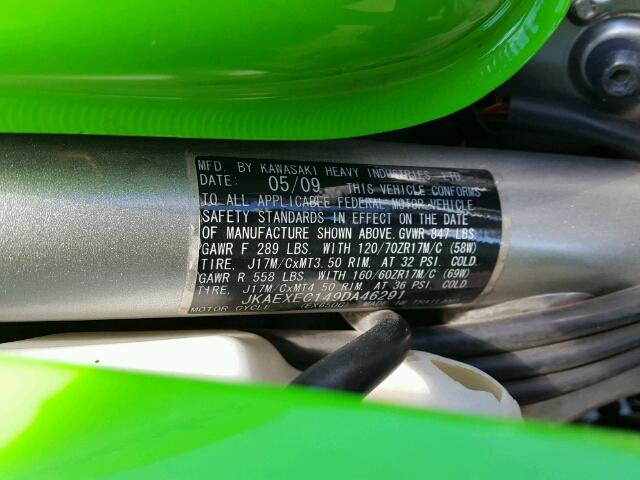 MFD. BY KAWASAKI HEAVY INDUSTRIES, LTD
DATE: 05/09 THIS VEHICLE CONFORMS
TO ALL APPLICABLE FEDERAL MOTOR VEHICLE
SAFETY STANDARDS IN EFFECT ON THE DATE
OF MANUFACTURE SHOWN ABOVE. GVWR 847 LBS
GAWR F 289 LBS. WITH 120/70ZR17M/C (58W)
TIRE, J17M/CxMT3.50 RIM. AT 32 PSI. COLD.
GAWR R 558 LBS. WITH 160/60ZR17M/C (69W)
TIRE, J17M/CxMT4.50 RIM. AT 36 PSI. COLD.
JKAEXEC149DA46291
MOTOR CYCLE MADE IN THAILAND